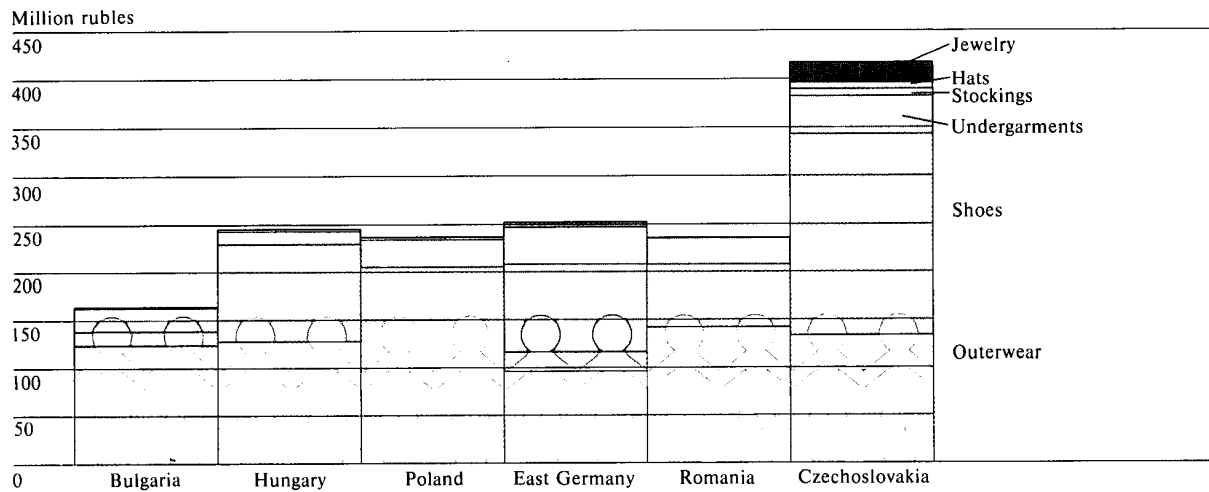 Million rubles
450
Jewelry
Hats
400
Stockings
350
Undergarments
300
250
Shoes
200
150
Outerwear
100
50
0
Bulgaria Hungary Poland East Germany Romania Czechoslovakia